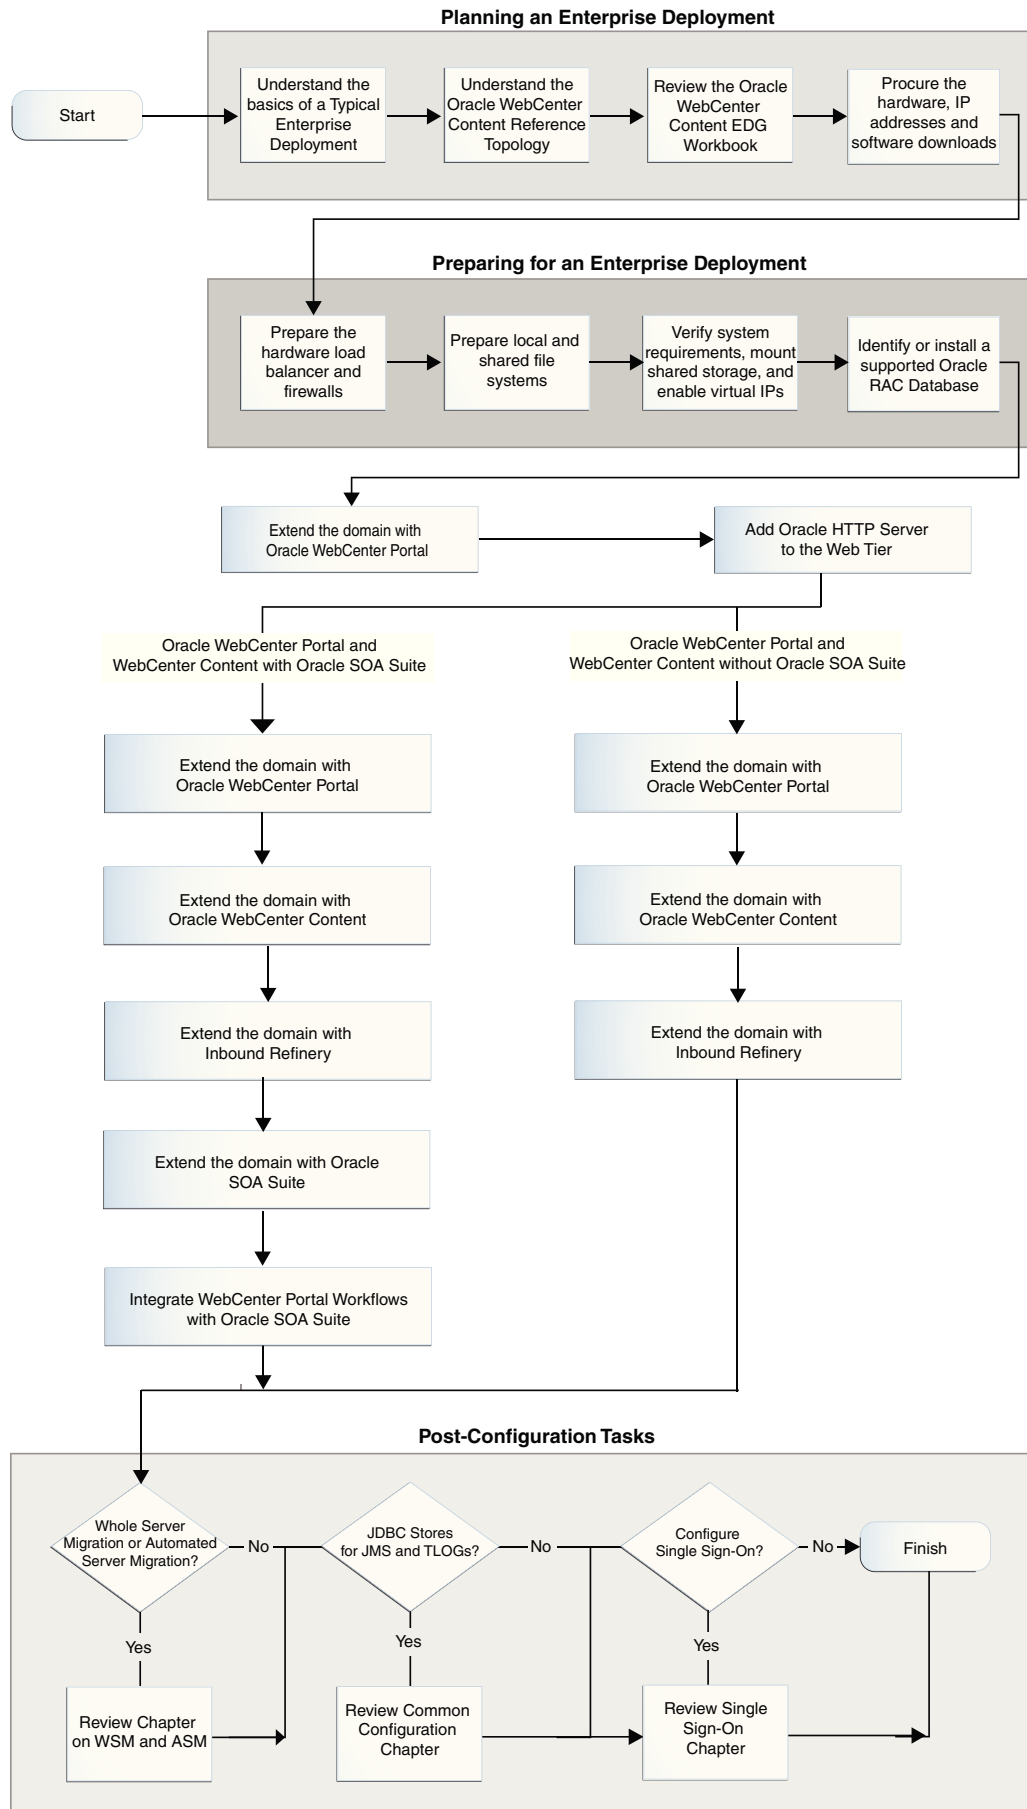 Planning an Enterprise Deployment
Start
Understand the
basics of a Typical
Enterprise
Deployment
Understand the
Oracle WebCenter
Content Reference
Topology
Review the Oracle
WebCenter
Content EDG
Workbook
Procure the
hardware, IP
addresses and
software downloads
Preparing for an Enterprise Deployment
Prepare the
hardware load
balancer and
firewalls
Prepare local and
shared file
systems
Verify system
requirements, mount
shared storage, and
enable virtual IPs
Identify or install a
supported Oracle
RAC Database
Extend the domain with
Oracle WebCenter Portal
Add Oracle HTTP Server
to the Web Tier
Oracle WebCenter Portal and
WebCenter Content with Oracle SOA Suite
Oracle WebCenter Portal and
WebCenter Content without Oracle SOA Suite
Extend the domain with
Oracle WebCenter Portal
Extend the domain with
Oracle WebCenter Portal
Extend the domain with
Oracle WebCenter Content
Extend the domain with
Oracle WebCenter Content
Extend the domain with
Inbound Refinery
Extend the domain with
Inbound Refinery
Extend the domain with Oracle
SOA Suite
Integrate WebCenter Portal Workflows
with Oracle SOA Suite
Post-Configuration Tasks
Whole Server
Migration or Automated
Server Migration?
No
JDBC Stores
for JMS and TLOGs?
No
Configure
Single Sign-On?
No
Finish
Yes
Yes
Yes
Review Chapter
on WSM and ASM
Review Common
Configuration
Chapter
Review Single
Sign-On
Chapter